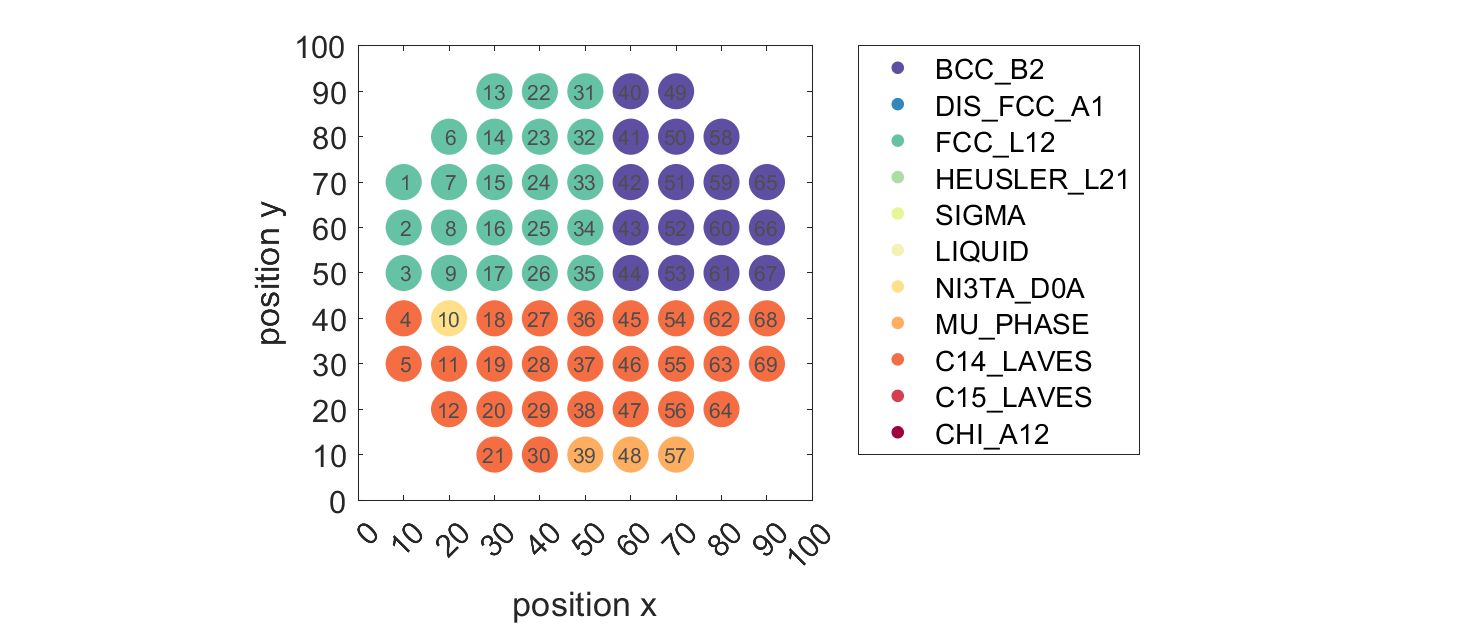 100
90
80
70
60
50
40
30
20
10
0
position y
13 22 31 40 49
6 14 23 32 41 50 58
1 7 15 24 33 42 51 59 65
2 8 16 25 34 43 52 60 66
3 9 17 26 35 44 53 61 67
4 10 18 27 36 45 54 62 68
5 11 19 28 37 46 55 63 69
12 20 29 38 47 56 64
21 30 39 48 57
0 10 20 30 40 50 60 70 80 90 100
position x
BCC_B2
DIS_FCC_A1
FCC_L12
HEUSLER_L21
SIGMA
LIQUID
NI3TA_D0A
MU_PHASE
C14_LAVES
C15_LAVES
CHI_A12